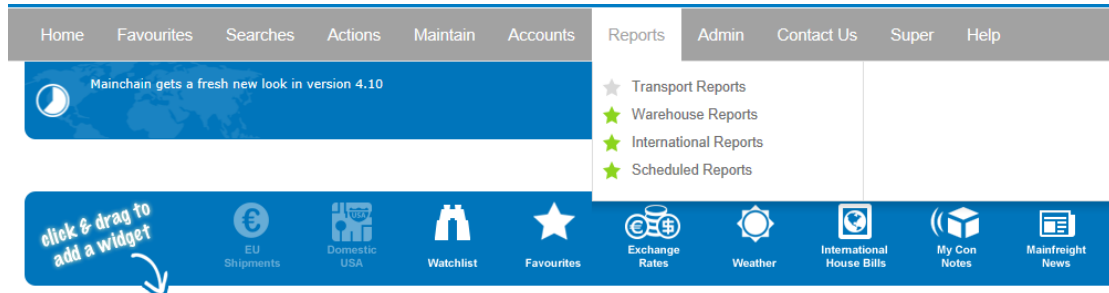 Home Favourites Searches Actions Maintain Accounts Reports Admin Contact Us Super Help
Mainchain gets a fresh new look in version 4.10
Transport Reports
Warehouse Reports
International Reports
Scheduled Reports
click & drag to
add a widget
EU
Shipments
USA
Domestic
USA
Watchlist
Favourites
Exchange
Rates
Weather
International
House Bills
My Con
Notes
Mainfreight
News